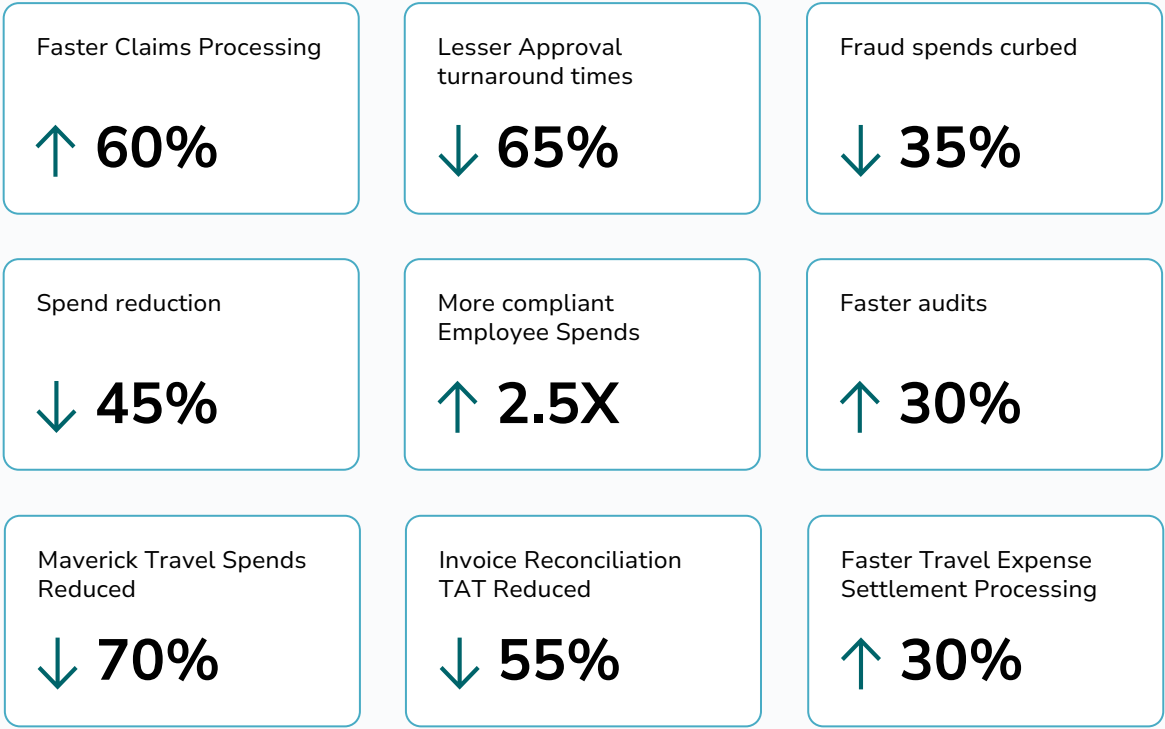 Faster Claims Processing
60%
Lesser Approval
turnaround times
65%
Fraud spends curbed
35%
Spend reduction
45%
More compliant
Employee Spends
2.5X
Faster audits
30%
Maverick Travel Spends
Reduced
70%
Invoice Reconciliation
TAT Reduced
55%
Faster Travel Expense
Settlement Processing
30%